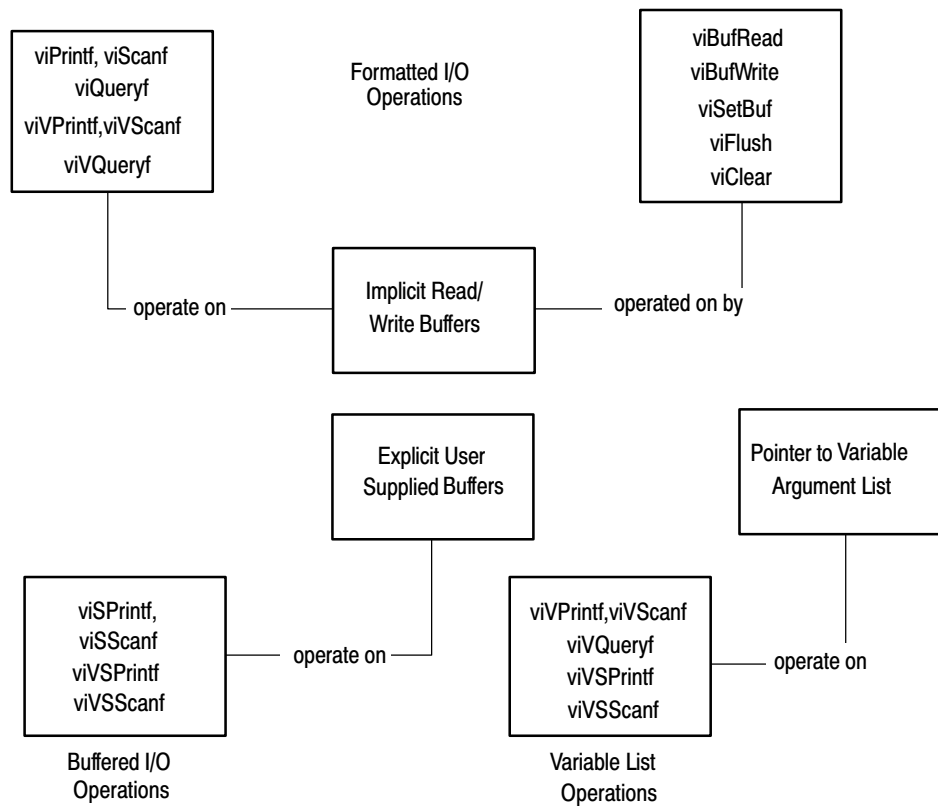 viPrintf, viScanf
viQueryf
viVPrintf,viVScanf
viVQueryf
Formatted I/O
Operations
viBufRead
viBufWrite
viSetBuf
viFlush
viClear
operate on
Implicit Read/
Write Buffers
operated on by
Explicit User
Supplied Buffers
Pointer to Variable
Argument List
viSPrintf,
viSScanf
viVSPrintf
viVSScanf
operate on
viVPrintf,viVScanf
viVQueryf
viVSPrintf
viVSScanf
operate on
Buffered I/O
Operations
Variable List
Operations